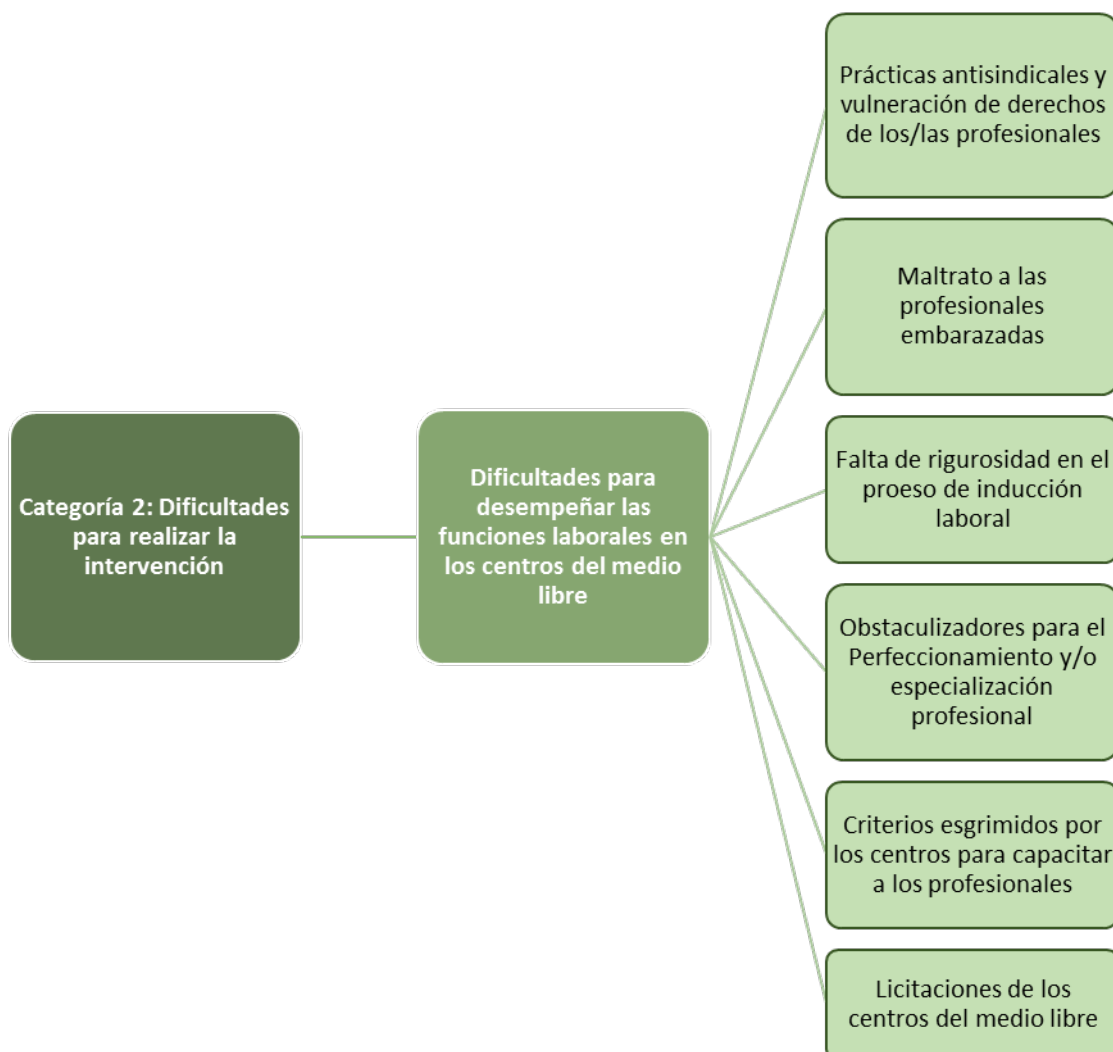 Categoría 2: Dificultades
para realizar la
intervención
Dificultades para
desempeñar las
funciones laborales en
los centros del medio
libre
Prácticas antisindicales y
vulneración de derechos
de los/las profesionales
Maltrato a las
profesionales
embarazadas
Falta de rigurosidad en el
proeso de inducción
laboral
Obstaculizadores para el
Perfeccionamiento y/o
especialización
profesional
Criterios esgrimidos por
los centros para capacitar
a los profesionales
Licitaciones de los
centros del medio libre